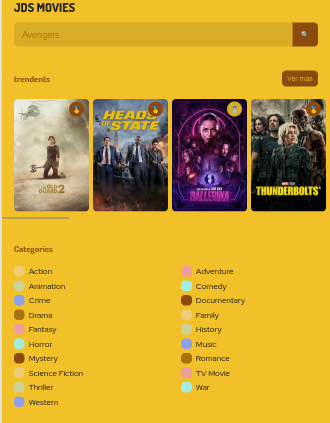 JDS MOVIES
Avengers
trendents
Ver más
THE OLD
GUARD 2
HEADS
OF STATE
BALLERINA
THUNDERBOLTS*
Categories
Action
Adventure
Animation
Comedy
Crime
Documentary
Drama
Family
Fantasy
History
Horror
Music
Mystery
Romance
Science Fiction
TV Movie
Thriller
War
Western